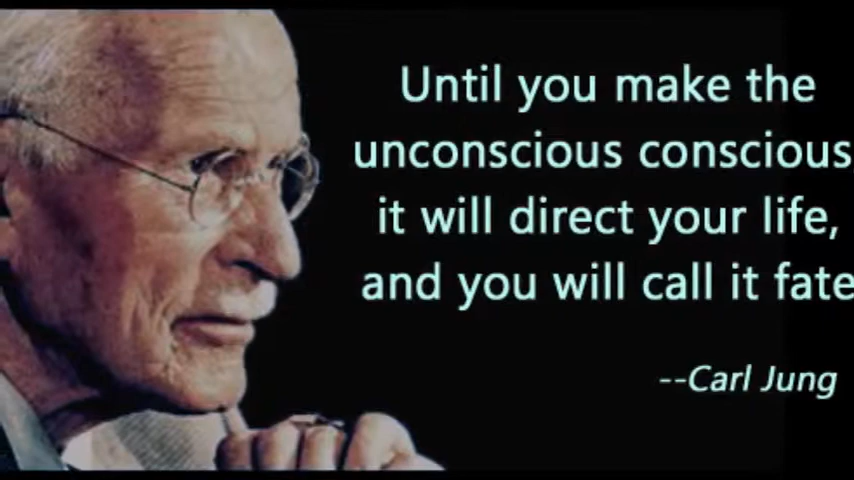 Until you make the
unconscious conscious
it will direct your life,
and you will call it fate
--Carl Jung